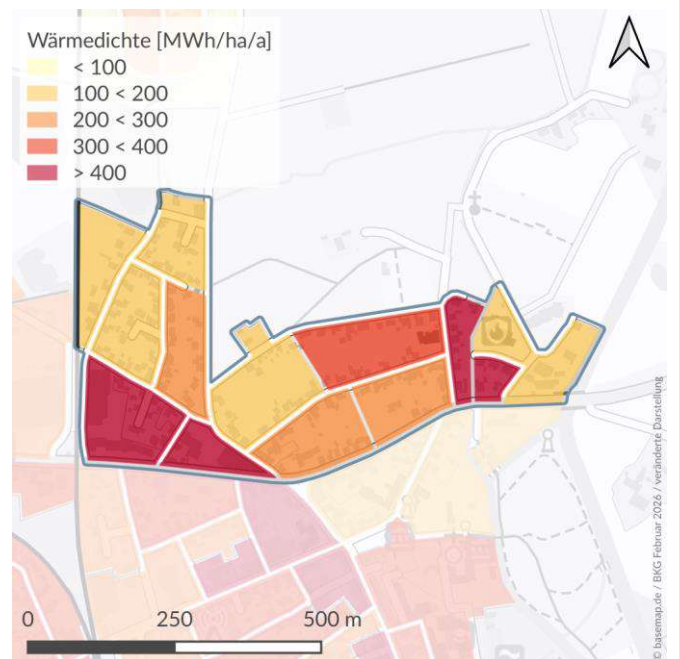 Wärmedichte [MWh/ha/a]
< 100
100 < 200
200 < 300
300 < 400
> 400
© basemap.de / BKG Februar 2026 / veränderte Darstellung
0 250 500 m